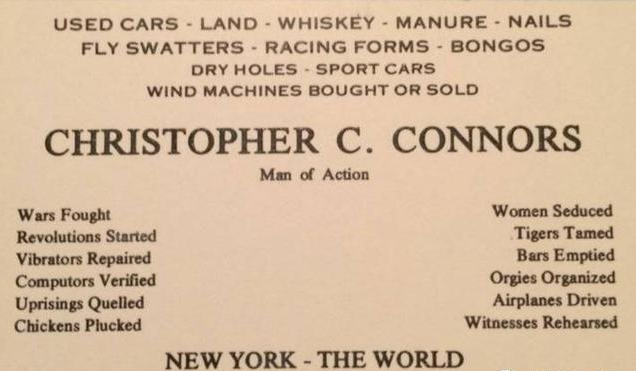 USED CARS - LAND - WHISKEY - MANURE - NAILS
FLY SWATTERS - RACING FORMS - BONGOS
DRY HOLES - SPORT CARS
WIND MACHINES BOUGHT OR SOLD
CHRISTOPHER C. CONNORS
Man of Action
Wars Fought
Revolutions Started
Vibrators Repaired
Computors Verified
Uprisings Quelled
Chickens Plucked
Women Seduced
Tigers Tamed
Bars Emptied
Orgies Organized
Airplanes Driven
Witnesses Rehearsed
NEW YORK - THE WORLD